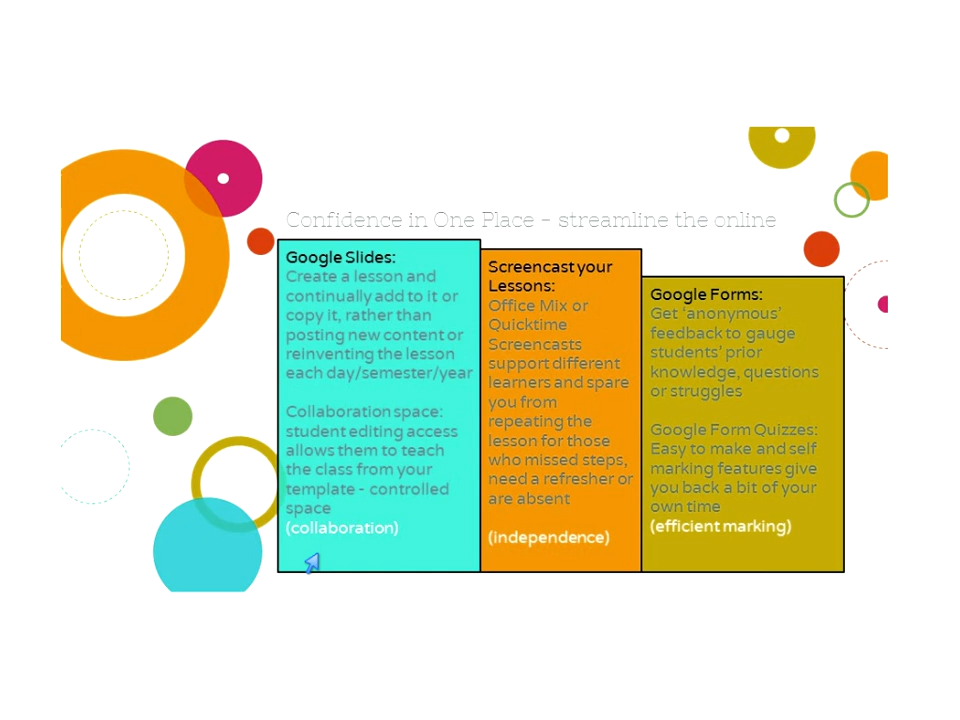 Confidence in One Place - streamline the online
Google Slides:
Create a lesson and
continually add to it or
copy it, rather than
posting new content or
reinventing the lesson
each day/semester/year
Collaboration space:
student editing access
allows them to teach
the class from your
template - controlled
space
(collaboration)
Screencast your
Lessons:
Office Mix or
Quicktime
Screencasts
support different
learners and spare
you from
repeating the
lesson for those
who missed steps,
need a refresher or
are absent
(independence)
Google Forms:
Get 'anonymous'
feedback to gauge
students' prior
knowledge, questions
or struggles
Google Form Quizzes:
Easy to make and self
marking features give
you back a bit of your
own time
(efficient marking)